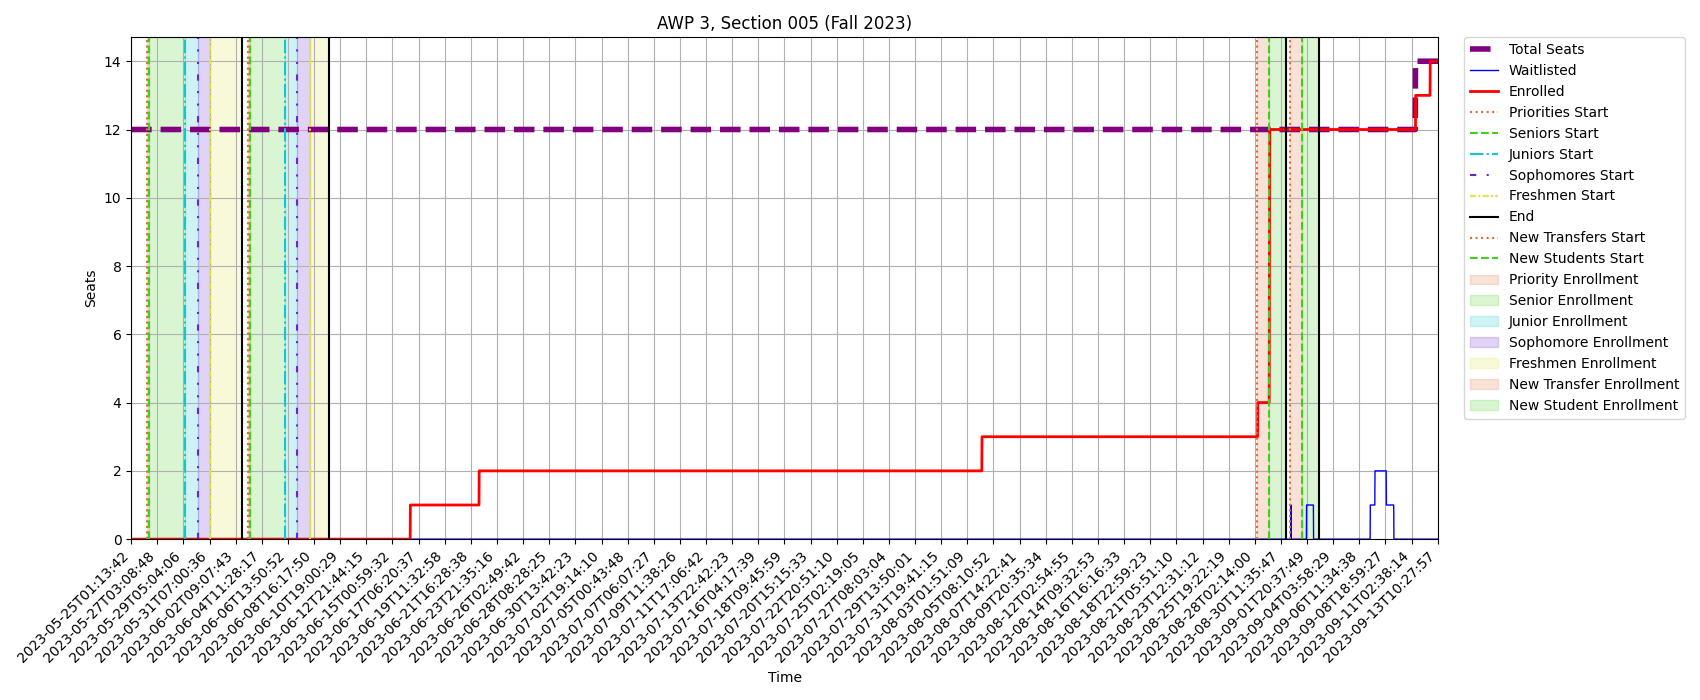 AWP 3, Section 005 (Fall 2023)
Seats
14
12
10
8
6
4
2
0
2023-05-25T01:13:42
2023-05-27T03:08:48
2023-05-29T05:04:06
2023-05-31T07:00:36
2023-06-02T09:07:43
2023-06-04T11:28:17
2023-06-06T13:50:52
2023-06-08T16:17:50
2023-06-10T19:00:29
2023-06-12T21:44:15
2023-06-15T00:59:32
2023-06-17T06:20:37
2023-06-19T11:32:58
2023-06-21T16:28:38
2023-06-23T21:35:16
2023-06-26T02:49:42
2023-06-28T08:28:25
2023-06-30T13:42:23
2023-07-02T19:14:10
2023-07-05T00:43:48
2023-07-07T06:07:27
2023-07-09T11:38:26
2023-07-11T17:06:42
2023-07-13T22:42:23
2023-07-16T04:17:39
2023-07-18T09:45:59
2023-07-20T15:15:33
2023-07-22T20:51:10
2023-07-25T02:19:05
2023-07-27T08:03:04
2023-07-29T13:50:01
2023-07-31T19:41:15
2023-08-03T01:51:09
2023-08-05T08:10:52
2023-08-07T14:22:41
2023-08-09T20:35:34
2023-08-12T02:54:55
2023-08-14T09:32:53
2023-08-16T16:16:33
2023-08-18T22:59:23
2023-08-21T05:51:10
2023-08-23T12:31:12
2023-08-25T19:22:19
2023-08-28T02:14:00
2023-08-30T11:35:47
2023-09-01T20:37:49
2023-09-04T03:58:29
2023-09-06T11:34:38
2023-09-08T18:59:27
2023-09-11T02:38:14
2023-09-13T10:27:57
Time
Total Seats
Waitlisted
Enrolled
Priorities Start
Seniors Start
Juniors Start
Sophomores Start
Freshmen Start
End
New Transfers Start
New Students Start
Priority Enrollment
Senior Enrollment
Junior Enrollment
Sophomore Enrollment
Freshmen Enrollment
New Transfer Enrollment
New Student Enrollment